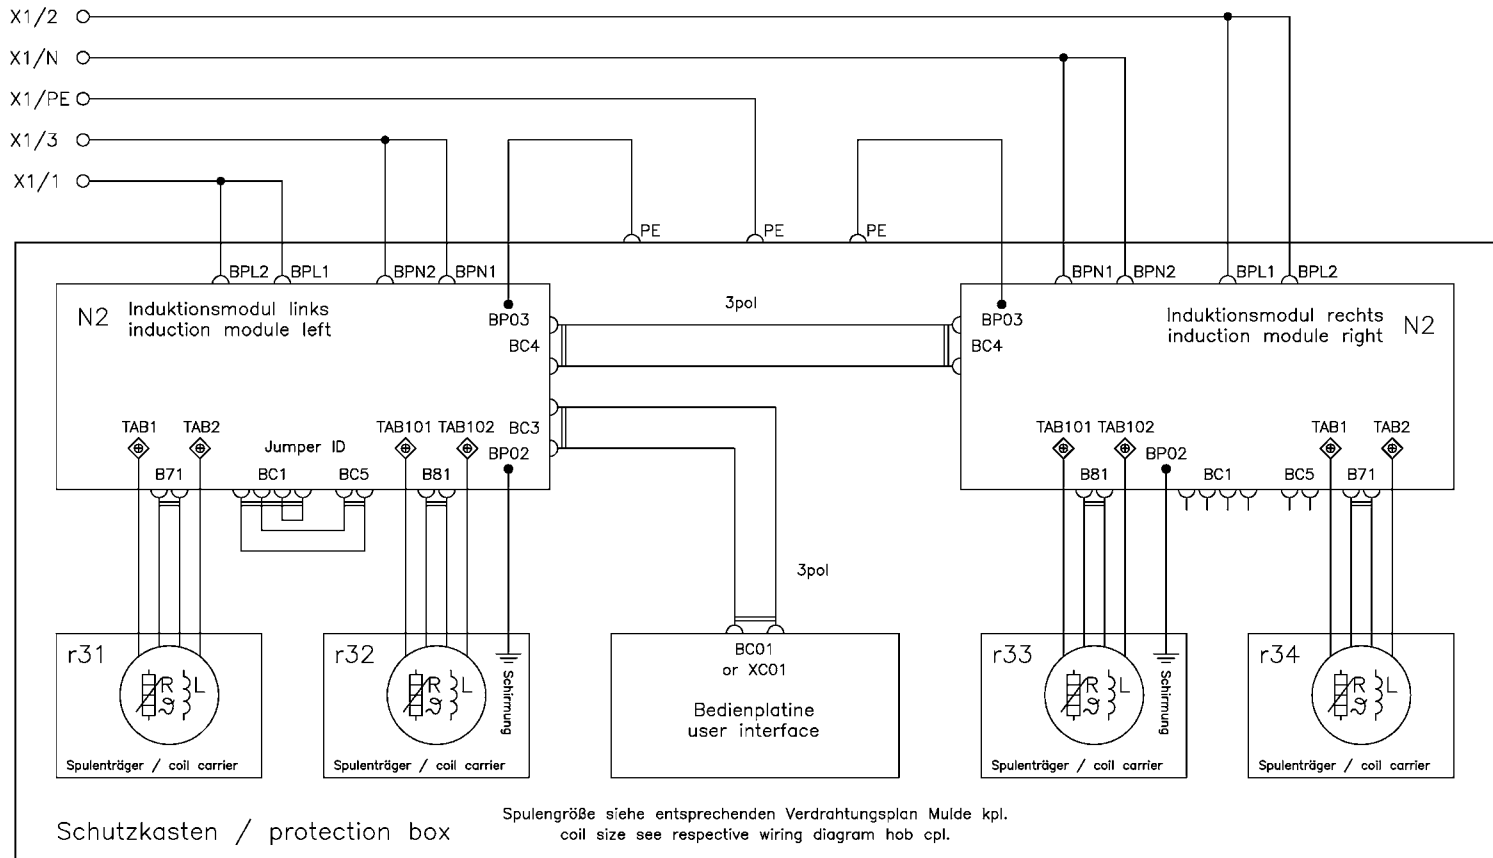 X1/2
X1/N
X1/PE
X1/3
X1/1
PE
PE
PE
BPL2
BPL1
BPN2
BPN1
BPN1
BPN2
BPL1
BPL2
N2
Induktionsmodul links
induction module left
BP03
BC4
3pol
BP03
BC4
Induktionsmodul rechts
induction module right
N2
TAB1
TAB2
Jumper ID
TAB101
TAB102
BC3
BP02
B71
BC1
BC5
B81
TAB101
TAB102
BP02
TAB1
TAB2
B81
BC1
BC5
B71
3pol
r31
R
L
ϑ
Spulenträger / coil carrier
r32
R
L
ϑ
Schirmung
Spulenträger / coil carrier
BC01
or XC01
Bedienplatine
user interface
r33
R
L
ϑ
Schirmung
Spulenträger / coil carrier
r34
R
L
ϑ
Spulenträger / coil carrier
Schutzkasten / protection box
Spulengröße siehe entsprechenden Verdrahtungsplan Mulde kpl.
coil size see respective wiring diagram hob cpl.